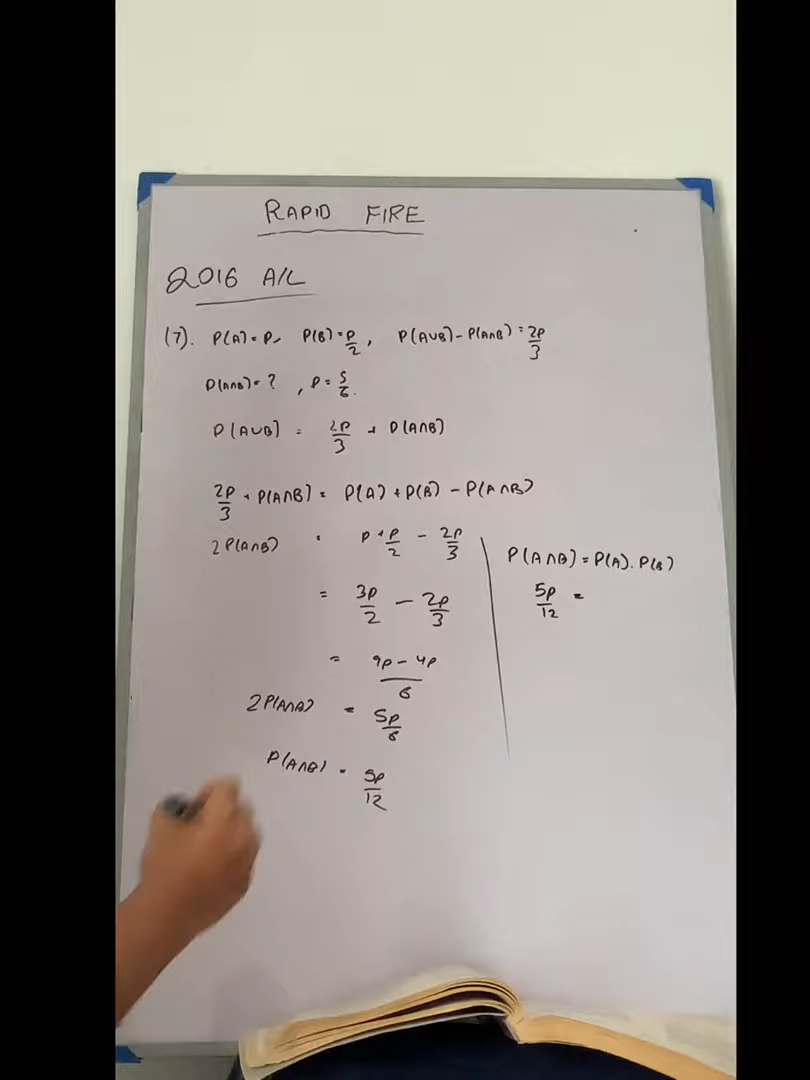 RAPID FIRE
2016 A/L
(7). P(A) = P, P(B) = P/2, P(A∪B) - P(A∩B) = 2P/3
P(A∩B) = ? , P = 5/6.
P(A∪B) = 2P/3 + P(A∩B)
2P/3 + P(A∩B) = P(A) + P(B) - P(A∩B)
2P(A∩B) = P + P/2 - 2P/3
= 3P/2 - 2P/3
= 9P - 4P / 6
2P(A∩B) = 5P/6
P(A∩B) = 5P/12
P(A∩B) = P(A) . P(B)
5P/12 =